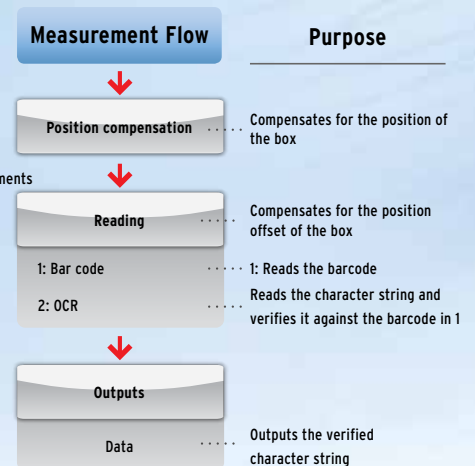 Measurement Flow Purpose
Position compensation ..... Compensates for the position of
the box
ments
Reading ..... Compensates for the position
offset of the box
1: Bar code ..... 1: Reads the barcode
2: OCR ..... Reads the character string and
verifies it against the barcode in 1
Outputs
Data ..... Outputs the verified
character string